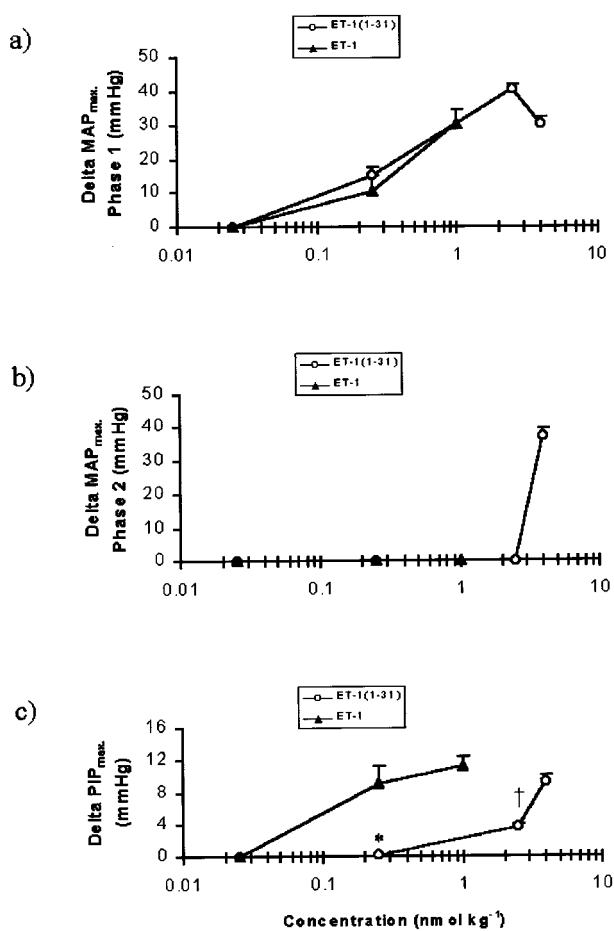 a)
ET-1(1-31)
ET-1
Delta MAPmax.
Phase 1 (mmHg)
50
40
30
20
10
0
0.01
0.1
1
10
b)
ET-1(1-31)
ET-1
Delta MAPmax.
Phase 2 (mmHg)
50
40
30
20
10
0
0.01
0.1
1
10
c)
ET-1(1-31)
ET-1
Delta PIPmax.
(mmHg)
16
12
8
4
0
*
†
0.01
0.1
1
10
Concentration (nmol kg-1)